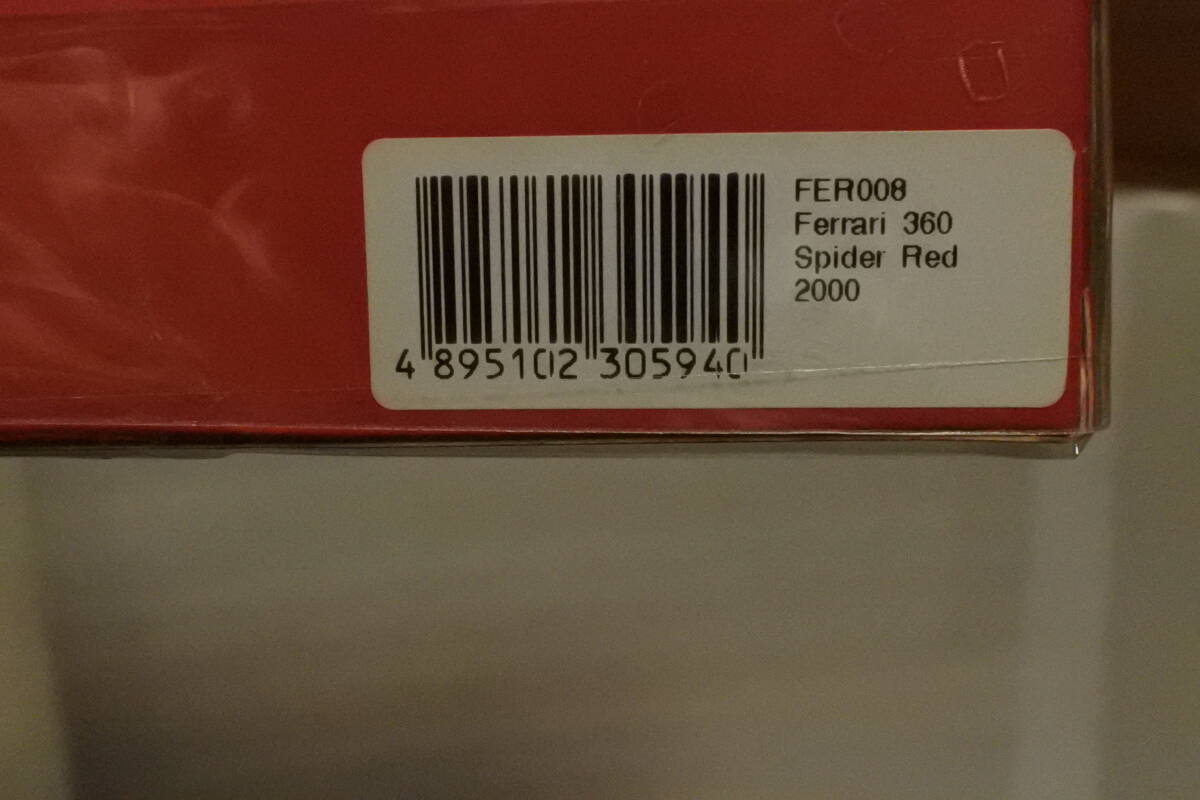 FER008
Ferrari 360
Spider Red
2000
4 895102 305940